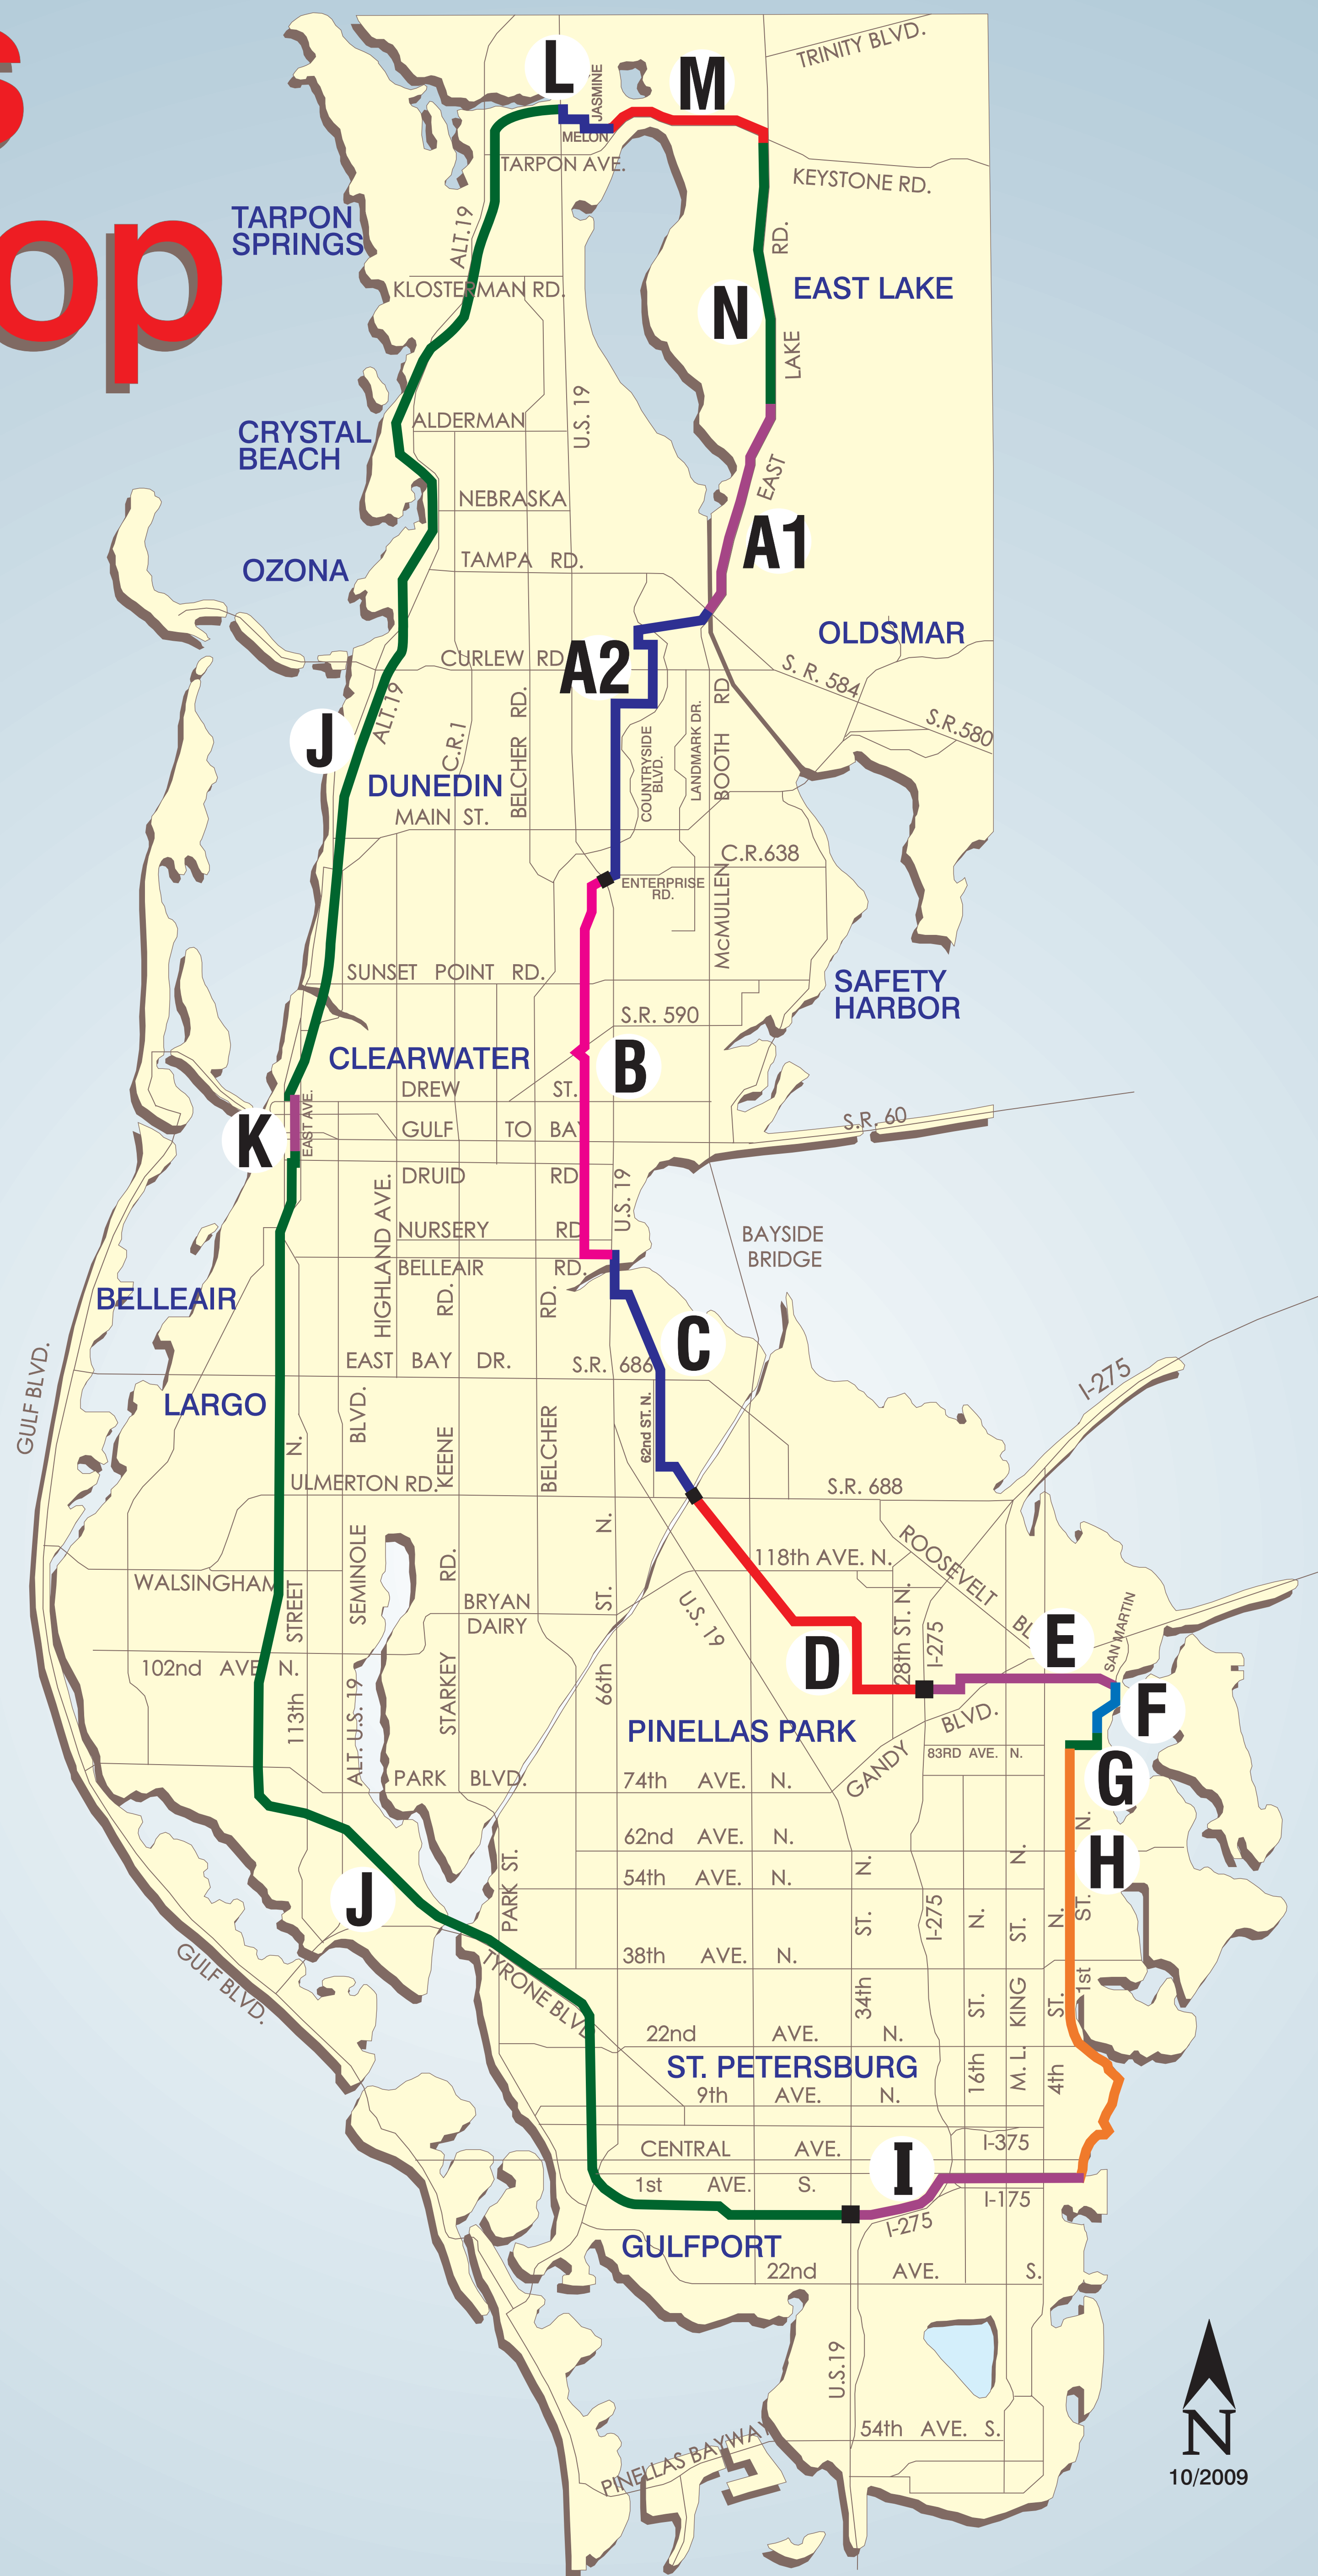 s
op
TRINITY BLVD.
L
JASMINE
M
MELON
TARPON AVE.
KEYSTONE RD.
TARPON
SPRINGS
ALT.19
RD.
KLOSTERMAN RD.
EAST LAKE
N
LAKE
U.S. 19
CRYSTAL
BEACH
ALDERMAN
EAST
NEBRASKA
A1
OZONA
TAMPA RD.
OLDSMAR
CURLEW RD
A2
S. R. 584
S.R.580
J
ALT.19
C.R.1
BELCHER RD.
COUNTRYSIDE
BLVD.
LANDMARK DR.
McMULLEN BOOTH RD.
DUNEDIN
MAIN ST.
C.R.638
ENTERPRISE
RD.
SUNSET POINT RD.
SAFETY
HARBOR
S.R. 590
CLEARWATER
B
DREW ST.
K
EAST AVE.
GULF TO BAY
S.R. 60
DRUID RD
U.S. 19
HIGHLAND AVE.
NURSERY RD
BAYSIDE
BRIDGE
BELLEAIR RD.
BELLEAIR
RD.
RD.
C
GULF BLVD.
EAST BAY DR.
S.R. 686
I-275
LARGO
BLVD.
62nd ST. N.
N.
KEENE
BELCHER
ULMERTON RD.
S.R. 688
N.
SEMINOLE
ROOSEVELT
BL
118th AVE. N.
WALSINGHAM
STREET
RD.
BRYAN
DAIRY
ST.
U.S. 19
28th ST. N.
I-275
E
SAN MARTIN
102nd AVE N.
D
113th
ALT. U.S. 19
STARKEY
66th
F
PINELLAS PARK
GANDY BLVD.
83RD AVE. N.
G
PARK BLVD.
74th AVE. N.
62nd AVE. N.
N.
H
54th AVE. N.
J
PARK ST.
N.
ST.
34th
I-275
N.
ST.
16th
N.
ST.
KING
M. L.
N.
ST.
4th
ST.
1st
38th AVE. N.
GULF BLVD.
TYRONE BLVD
22nd AVE. N.
ST. PETERSBURG
9th AVE. N.
CENTRAL AVE.
I
I-375
1st AVE. S.
I-175
I-275
GULFPORT
22nd AVE. S.
U.S.19
54th AVE. S.
PINELLAS BAYWAY
N
10/2009